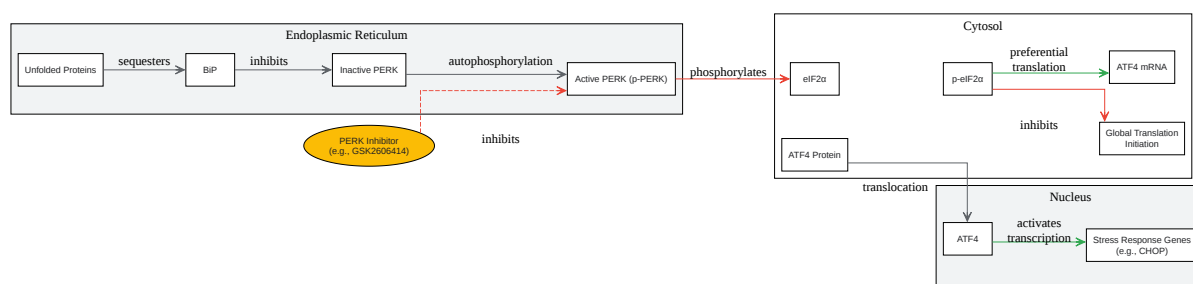 Endoplasmic Reticulum
Unfolded Proteins
sequesters
BiP
inhibits
Inactive PERK
autophosphorylation
Active PERK (p-PERK)
phosphorylates
PERK Inhibitor
(e.g., GSK2606414)
inhibits
Cytosol
eIF2α
p-eIF2α
preferential
translation
ATF4 mRNA
inhibits
Global Translation
Initiation
ATF4 Protein
translocation
Nucleus
ATF4
activates
transcription
Stress Response Genes
(e.g., CHOP)